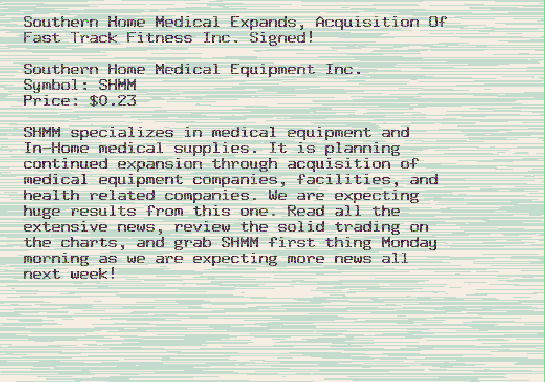 Southern Home Medical Expands, Acquisition Of
Fast Track Fitness Inc. Signed!
Southern Home Medical Equipment Inc.
Symbol: SHMM
Price: $0.23
SHMM specializes in medical equipment and
In-Home medical supplies. It is planning
continued expansion through acquisition of
medical equipment companies, facilities, and
health related companies. We are expecting
huge results from this one. Read all the
extensive news, review the solid trading on
the charts, and grab SHMM first thing Monday
morning as we are expecting more news all
next week!